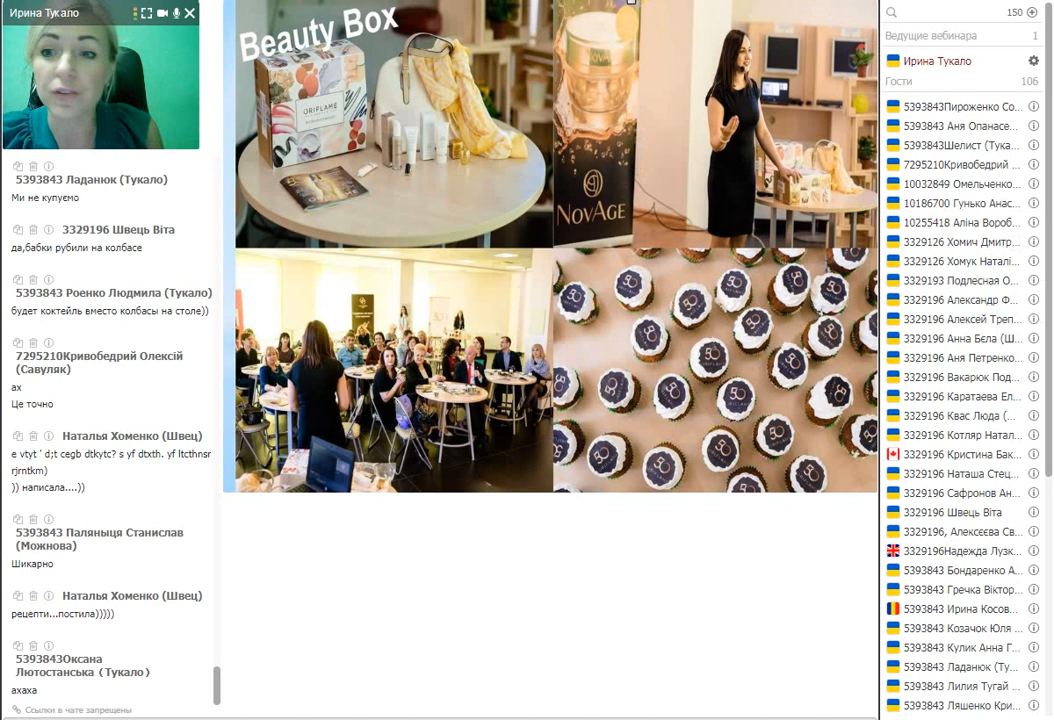 Ирина Тукало
5393843 Ладанюк (Тукало)
Ми не купуємо
3329196 Швець Віта
да,бабки рубили на колбасе
5393843 Роенко Людмила (Тукало)
будет коктейль вместо колбасы на столе))
7295210Кривобедрий Олексій
(Савуляк)
ах
Це точно
Наталья Хоменко (Швец)
е vtyt ' d;t cegb dtkytc? s yf dtxth. yf ltcthnsr
rjrntkm)
)) написала....))
5393843 Паляныця Станислав
(Можнова)
Шикарно
Наталья Хоменко (Швец)
рецепти...постила)))))
5393843Оксана
Лютостанська (Тукало)
ахаха
Ссылки в чате запрещены
Beauty Box
ORIFLAME
NOVAGE
50
150
Ведущие вебинара 1
Ирина Тукало
Гости 106
5393843Пироженко Со...
5393843 Аня Опанасе...
5393843Шелист (Тука...
7295210Кривобедрий ...
10032849 Омельченко...
10186700 Гунько Анас...
10255418 Аліна Вороб...
3329126 Хомич Дмитр...
3329126 Хомук Наталі...
3329193 Подлесная О...
3329196 Александр Ф...
3329196 Алексей Треп...
3329196 Анна Бєла (Ш...
3329196 Аня Петренко...
3329196 Вакарюк Под...
3329196 Каратаева Ел...
3329196 Квас Люда (...
3329196 Котляр Натал...
3329196 Кристина Бак...
3329196 Наташа Стец...
3329196 Сафронов Ан...
3329196 Швець Віта
3329196, Алексєєва Св...
3329196Надежда Лузк...
5393843 Бондаренко А...
5393843 Гречка Віктор...
5393843 Ирина Косов...
5393843 Козачок Юля ...
5393843 Кулик Анна Г...
5393843 Ладанюк (Ту...
5393843 Лилия Тугай ...
5393843 Ляшенко Кри...